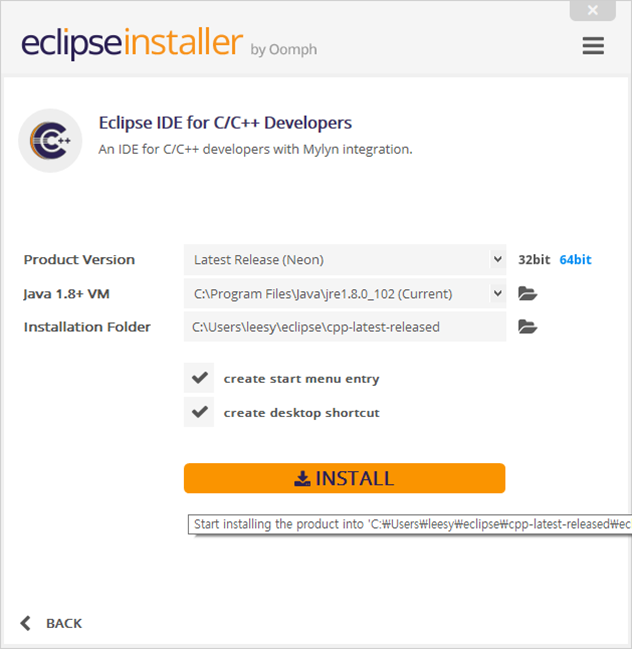 eclipseinstaller by Oomph
Eclipse IDE for C/C++ Developers
An IDE for C/C++ developers with Mylyn integration.
Product Version Latest Release (Neon) 32bit 64bit
Java 1.8+ VM C:\Program Files\Java\jre1.8.0_102 (Current)
Installation Folder C:\Users\leesy\eclipse\cpp-latest-released
create start menu entry
create desktop shortcut
INSTALL
Start installing the product into 'C:₩Users₩leesy₩eclipse₩cpp-latest-released₩ec
BACK